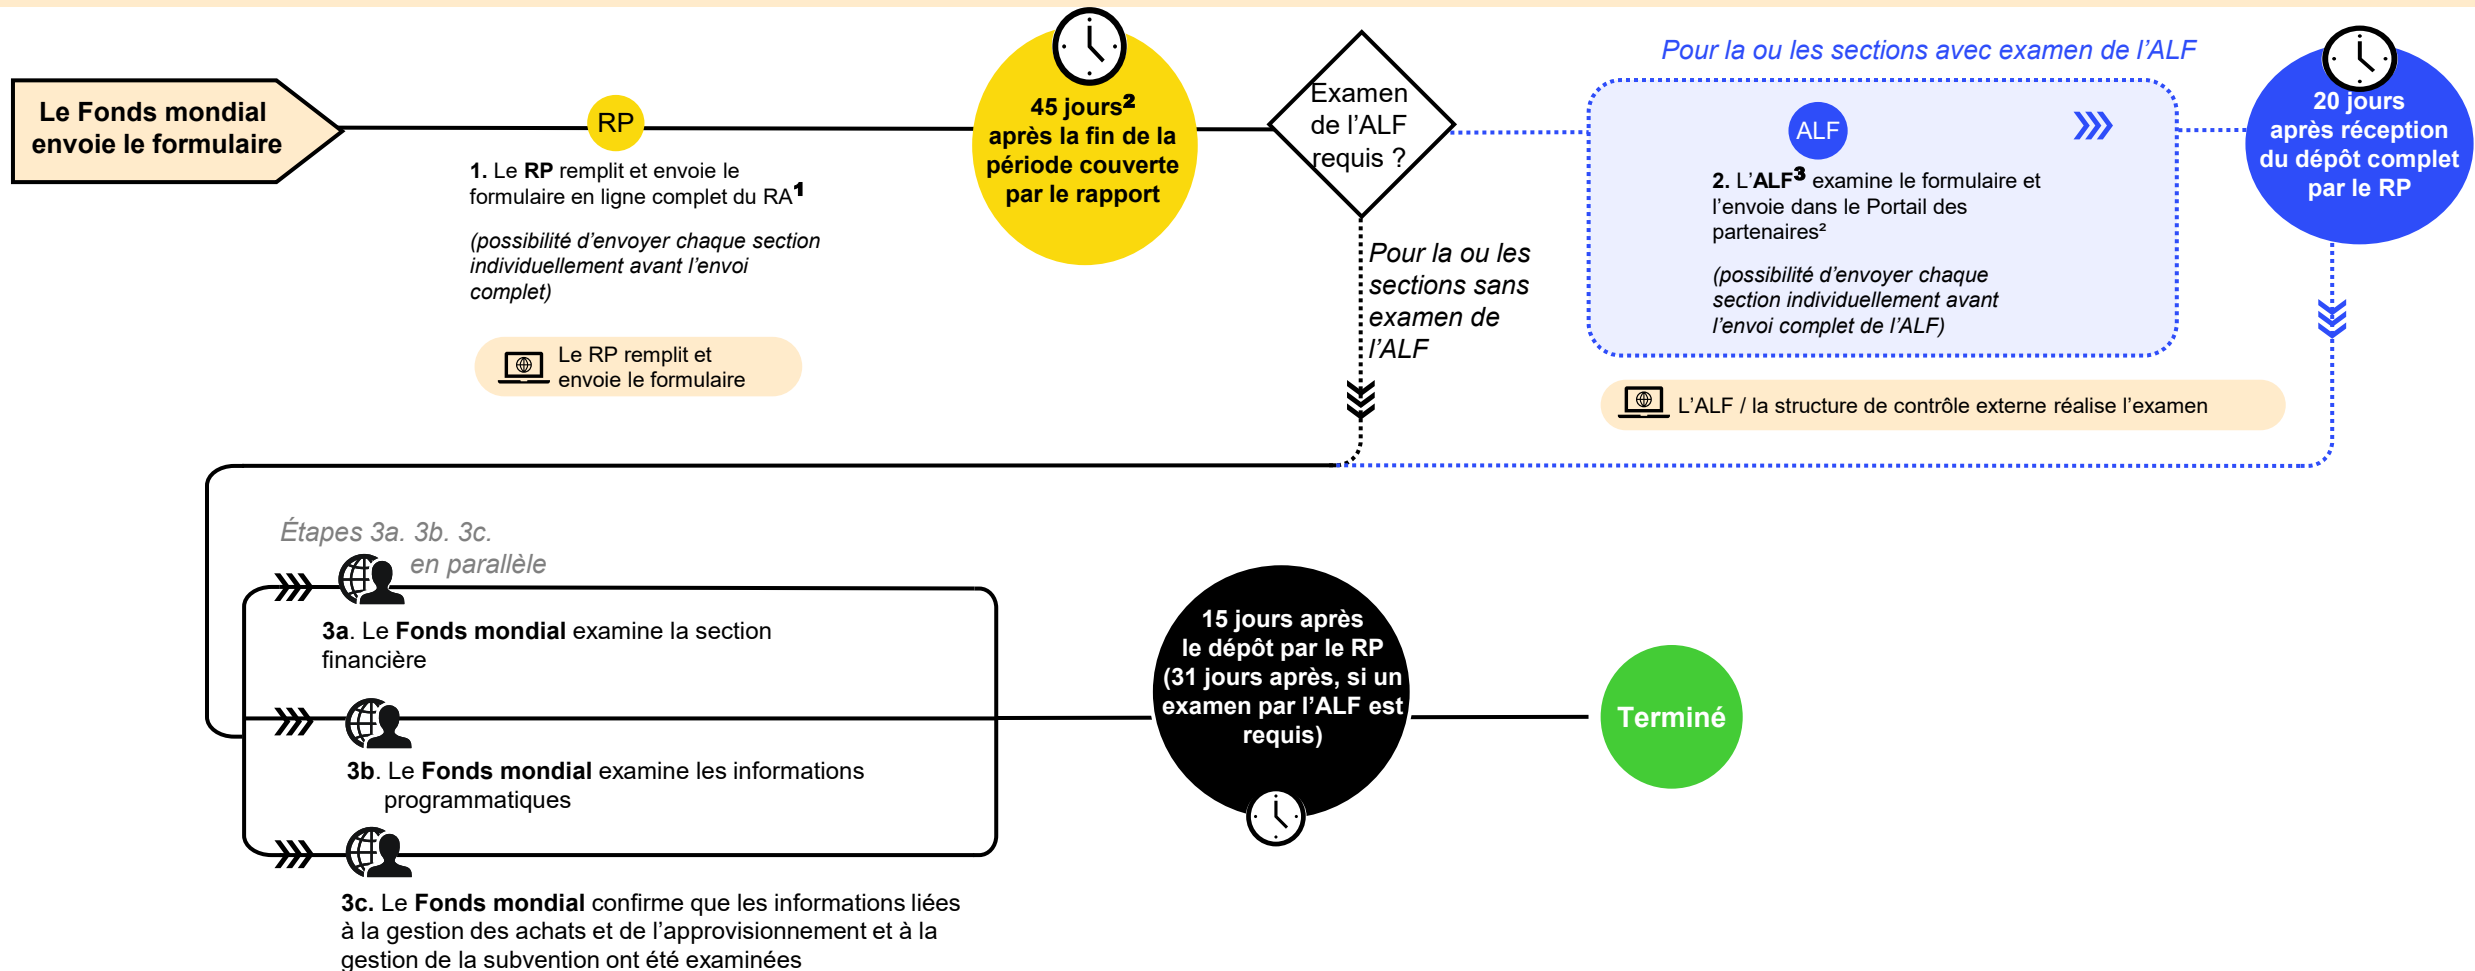 Le Fonds mondial
envoie le formulaire
RP
1. Le RP remplit et envoie le
formulaire en ligne complet du RA¹
(possibilité d'envoyer chaque section
individuellement avant l'envoi
complet)
Le RP remplit et
envoie le formulaire
45 jours²
après la fin de la
période couverte
par le rapport
Examen
de l'ALF
requis ?
Pour la ou les
sections sans
examen de
l'ALF
Pour la ou les sections avec examen de l'ALF
ALF
2. L'ALF³ examine le formulaire et
l'envoie dans le Portail des
partenaires²
(possibilité d'envoyer chaque
section individuellement avant
l'envoi complet de l'ALF)
L'ALF / la structure de contrôle externe réalise l'examen
20 jours
après réception
du dépôt complet
par le RP
Étapes 3a. 3b. 3c.
en parallèle
3a. Le Fonds mondial examine la section
financière
3b. Le Fonds mondial examine les informations
programmatiques
3c. Le Fonds mondial confirme que les informations liées
à la gestion des achats et de l'approvisionnement et à la
gestion de la subvention ont été examinées
15 jours après
le dépôt par le RP
(31 jours après, si un
examen par l'ALF est
requis)
Terminé